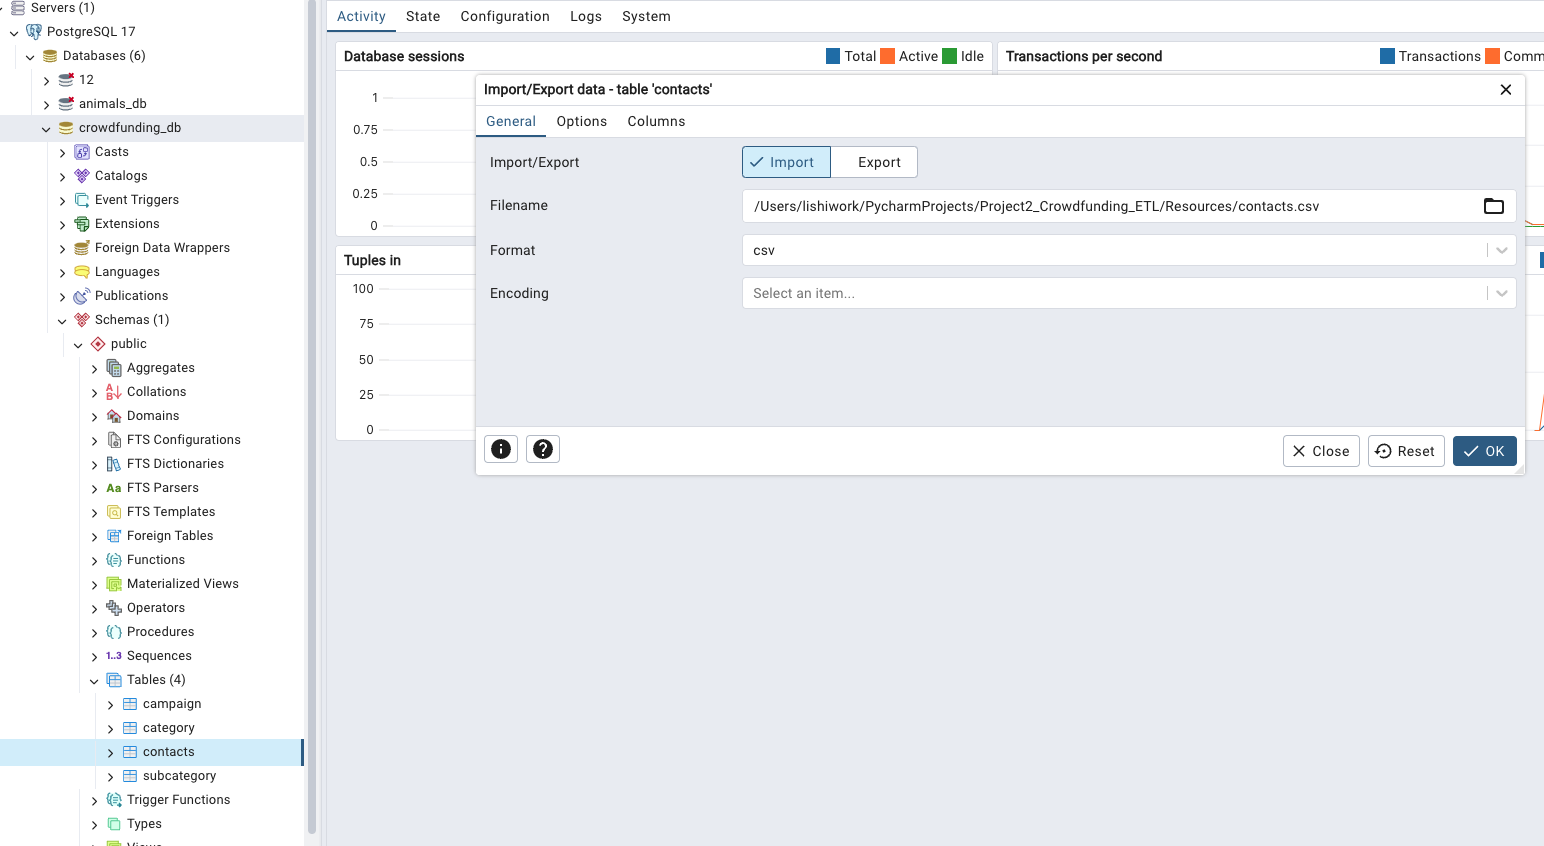 Servers (1)
PostgreSQL 17
Databases (6)
12
animals_db
crowdfunding_db
Casts
Catalogs
Event Triggers
Extensions
Foreign Data Wrappers
Languages
Publications
Schemas (1)
public
Aggregates
Collations
Domains
FTS Configurations
FTS Dictionaries
Aa FTS Parsers
FTS Templates
Foreign Tables
Functions
Materialized Views
Operators
Procedures
1..3 Sequences
Tables (4)
campaign
category
contacts
subcategory
Trigger Functions
Types
Activity State Configuration Logs System
Database sessions Total Active Idle
1
0.75
0.5
0.25
0
Transactions per second Transactions Comm
Tuples in
100
75
50
25
0
Import/Export data - table 'contacts'
General Options Columns
Import/Export Import Export
Filename /Users/lishiwork/PycharmProjects/Project2_Crowdfunding_ETL/Resources/contacts.csv
Format csv
Encoding Select an item...
Close Reset OK